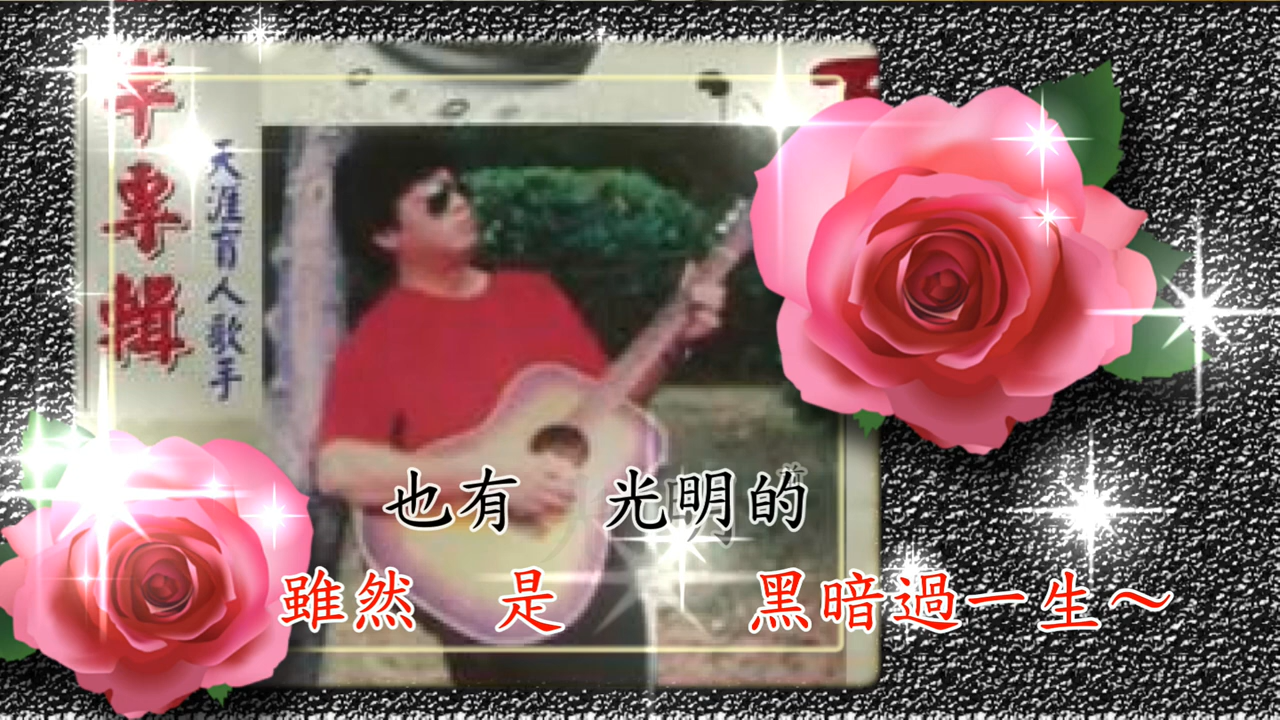 專輯
天涯盲人歌手
也有 光明的
雖然 是 黑暗過一生～